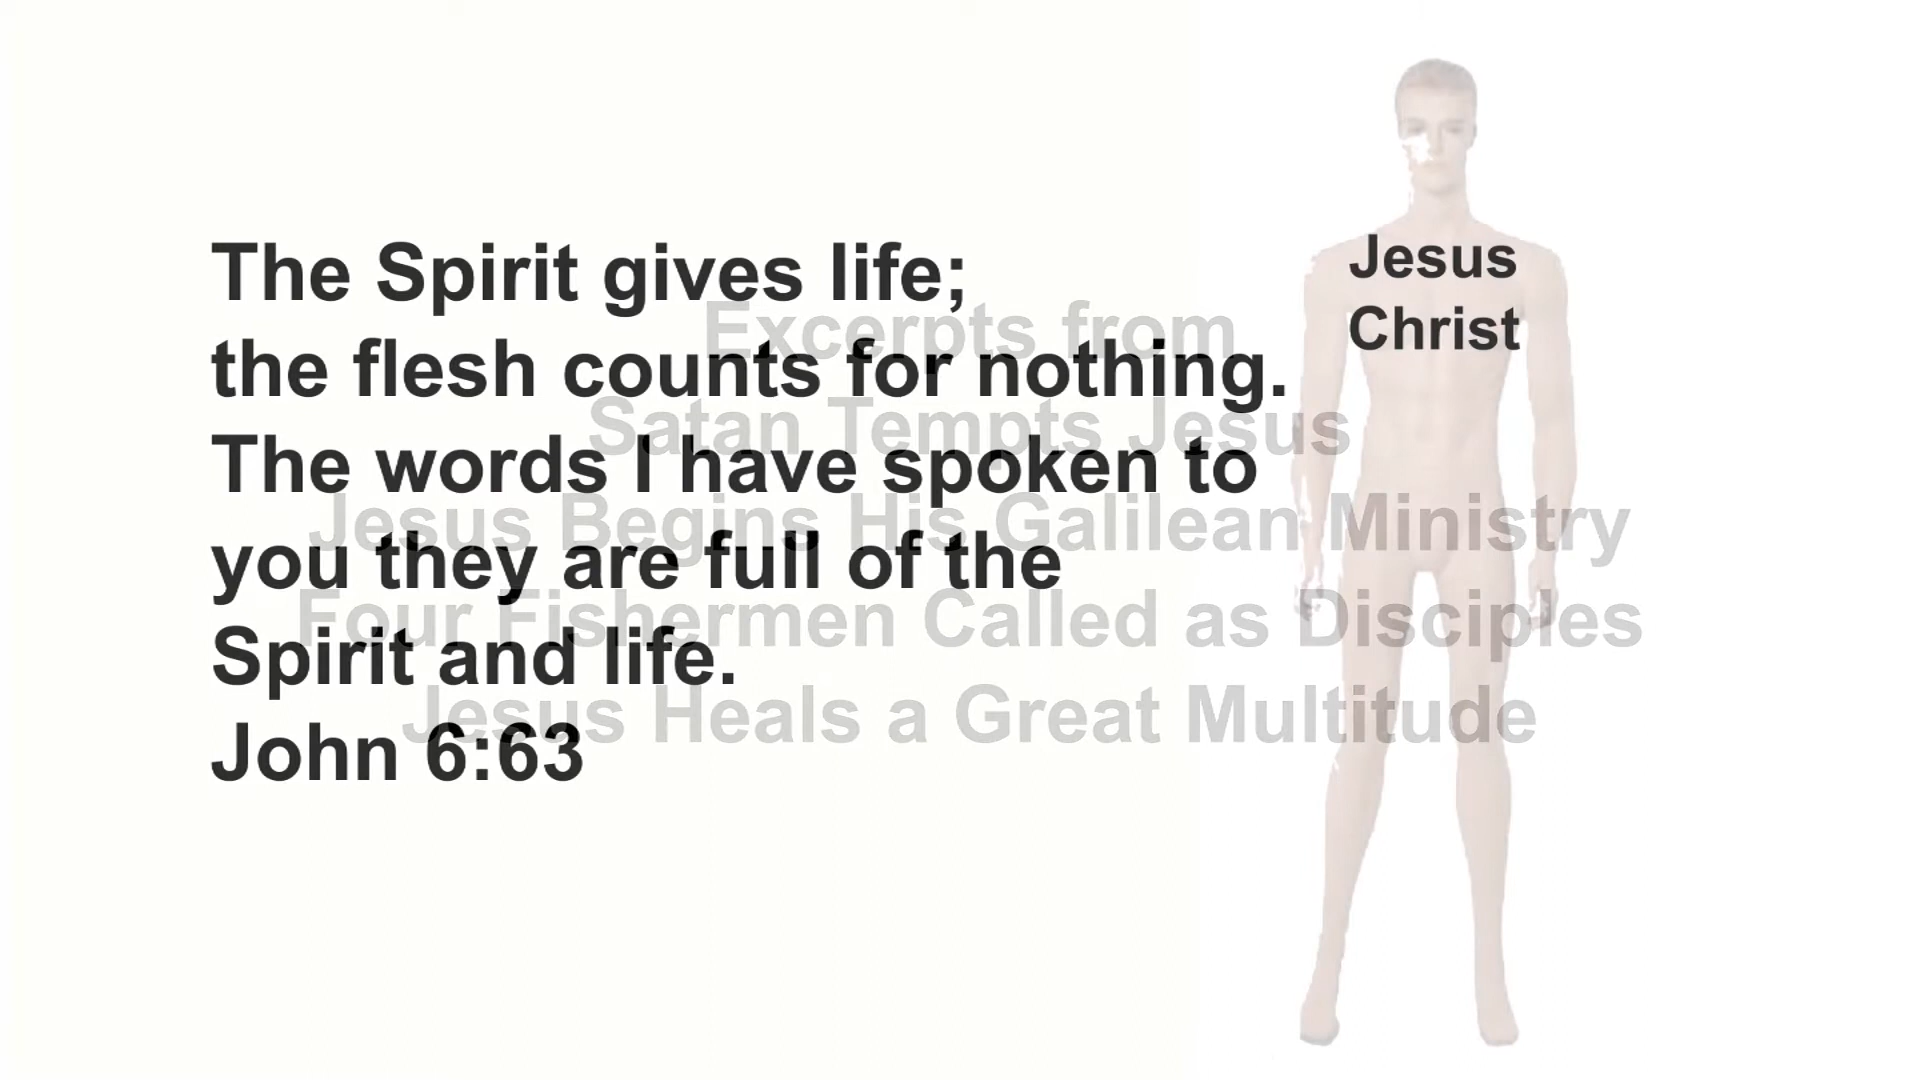 The Spirit gives life;
the flesh counts for nothing.
The words I have spoken to
you they are full of the
Spirit and life.
John 6:63
Jesus
Christ
Excerpts from
Satan Tempts Jesus
Jesus Begins His Galilean Ministry
Four Fishermen Called as Disciples
Jesus Heals a Great Multitude